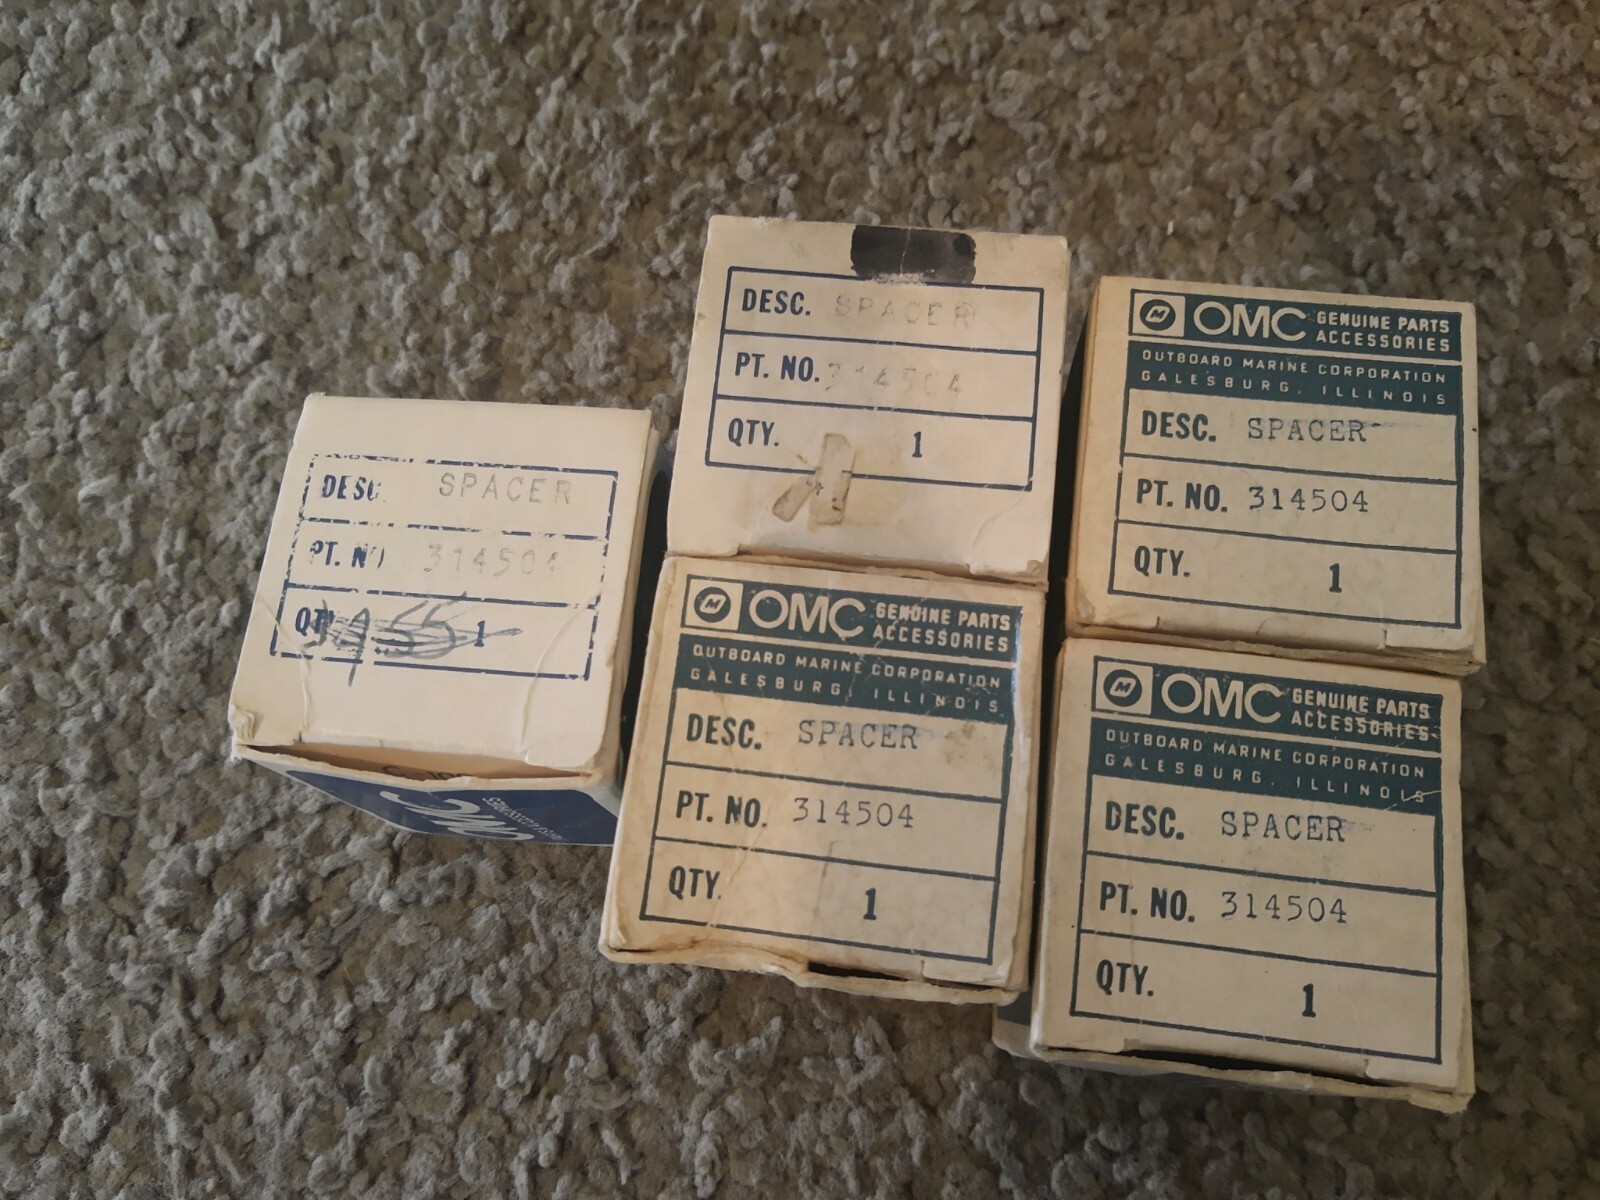 DESC. SPACER
PT. NO. 314504
QTY. 1
OMC GENUINE PARTS
ACCESSORIES
OUTBOARD MARINE CORPORATION
GALESBURG, ILLINOIS
DESC. SPACER
PT. NO. 314504
QTY. 1
DESC. SPACER
PT. NO 314504
QTY 1
OMC
OMC GENUINE PARTS
ACCESSORIES
OUTBOARD MARINE CORPORATION
GALESBURG, ILLINOIS
DESC. SPACER
PT. NO. 314504
QTY. 1
OMC GENUINE PARTS
ACCESSORIES
OUTBOARD MARINE CORPORATION
GALESBURG, ILLINOIS
DESC. SPACER
PT. NO. 314504
QTY. 1